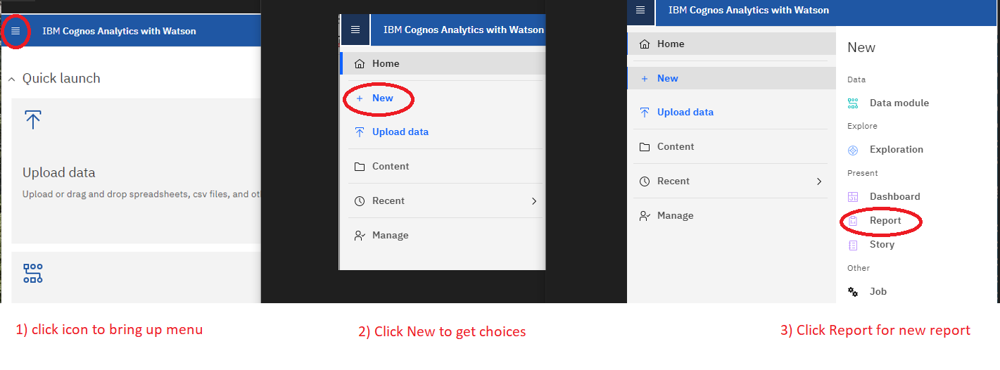 IBM Cognos Analytics with Watson
Quick launch
Upload data
Upload or drag and drop spreadsheets, csv files, and
1) click icon to bring up menu
IBM Cognos Analytics with Watson
Home
New
Upload data
Content
Recent
Manage
2) Click New to get choices
IBM Cognos Analytics with Watson
Home
New
Upload data
Content
Recent
Manage
New
Data
Data module
Explore
Exploration
Present
Dashboard
Report
Story
Other
Job
3) Click Report for new report